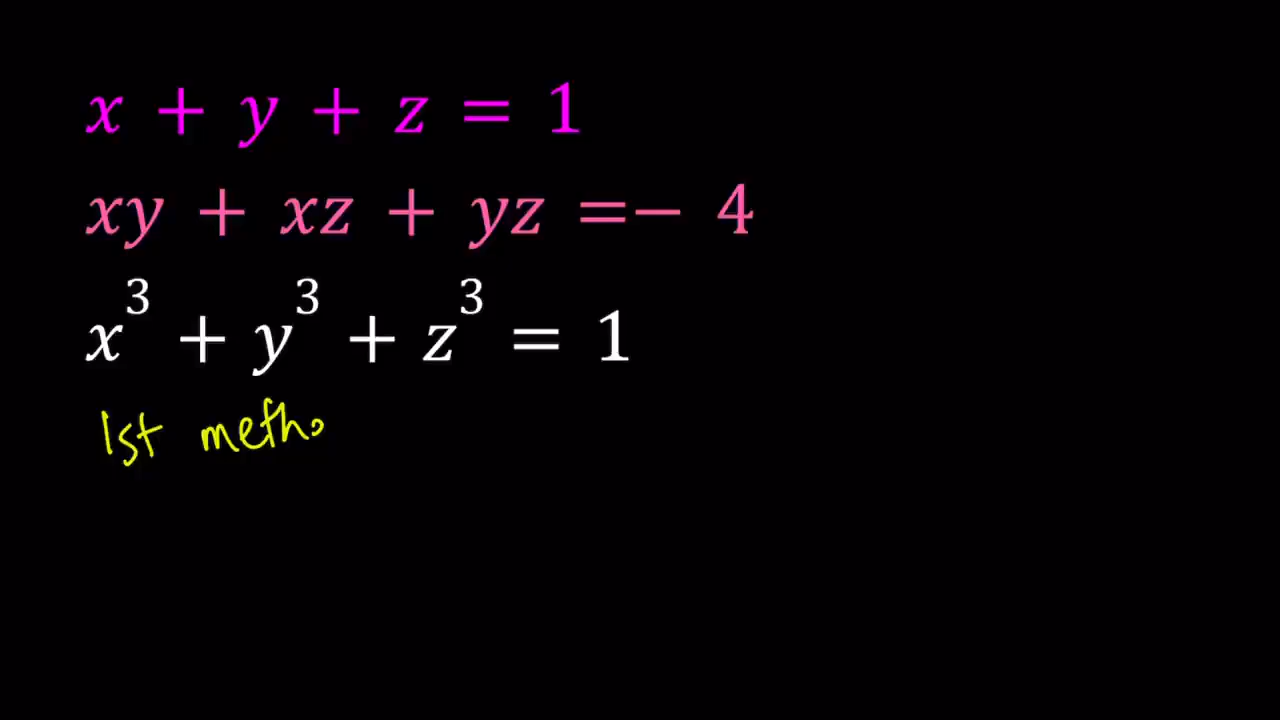 x + y + z = 1
xy + xz + yz =− 4
x³ + y³ + z³ = 1
1st metho